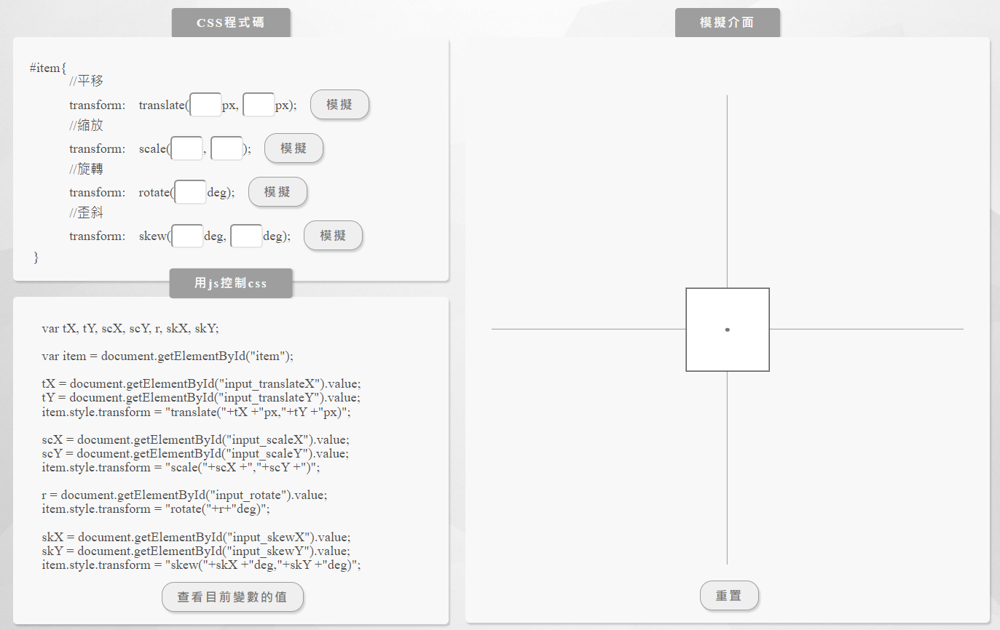 CSS程式碼
#item{
//平移
transform: translate( px, px); 模擬
//縮放
transform: scale( , ); 模擬
//旋轉
transform: rotate( deg); 模擬
//歪斜
transform: skew( deg, deg); 模擬
}
用js控制css
var tX, tY, scX, scY, r, skX, skY;
var item = document.getElementById("item");
tX = document.getElementById("input_translateX").value;
tY = document.getElementById("input_translateY").value;
item.style.transform = "translate("+tX +"px,"+tY +"px)";
scX = document.getElementById("input_scaleX").value;
scY = document.getElementById("input_scaleY").value;
item.style.transform = "scale("+scX +","+scY +")";
r = document.getElementById("input_rotate").value;
item.style.transform = "rotate("+r+"deg)";
skX = document.getElementById("input_skewX").value;
skY = document.getElementById("input_skewY").value;
item.style.transform = "skew("+skX +"deg,"+skY +"deg)";
查看目前變數的值
模擬介面
重置